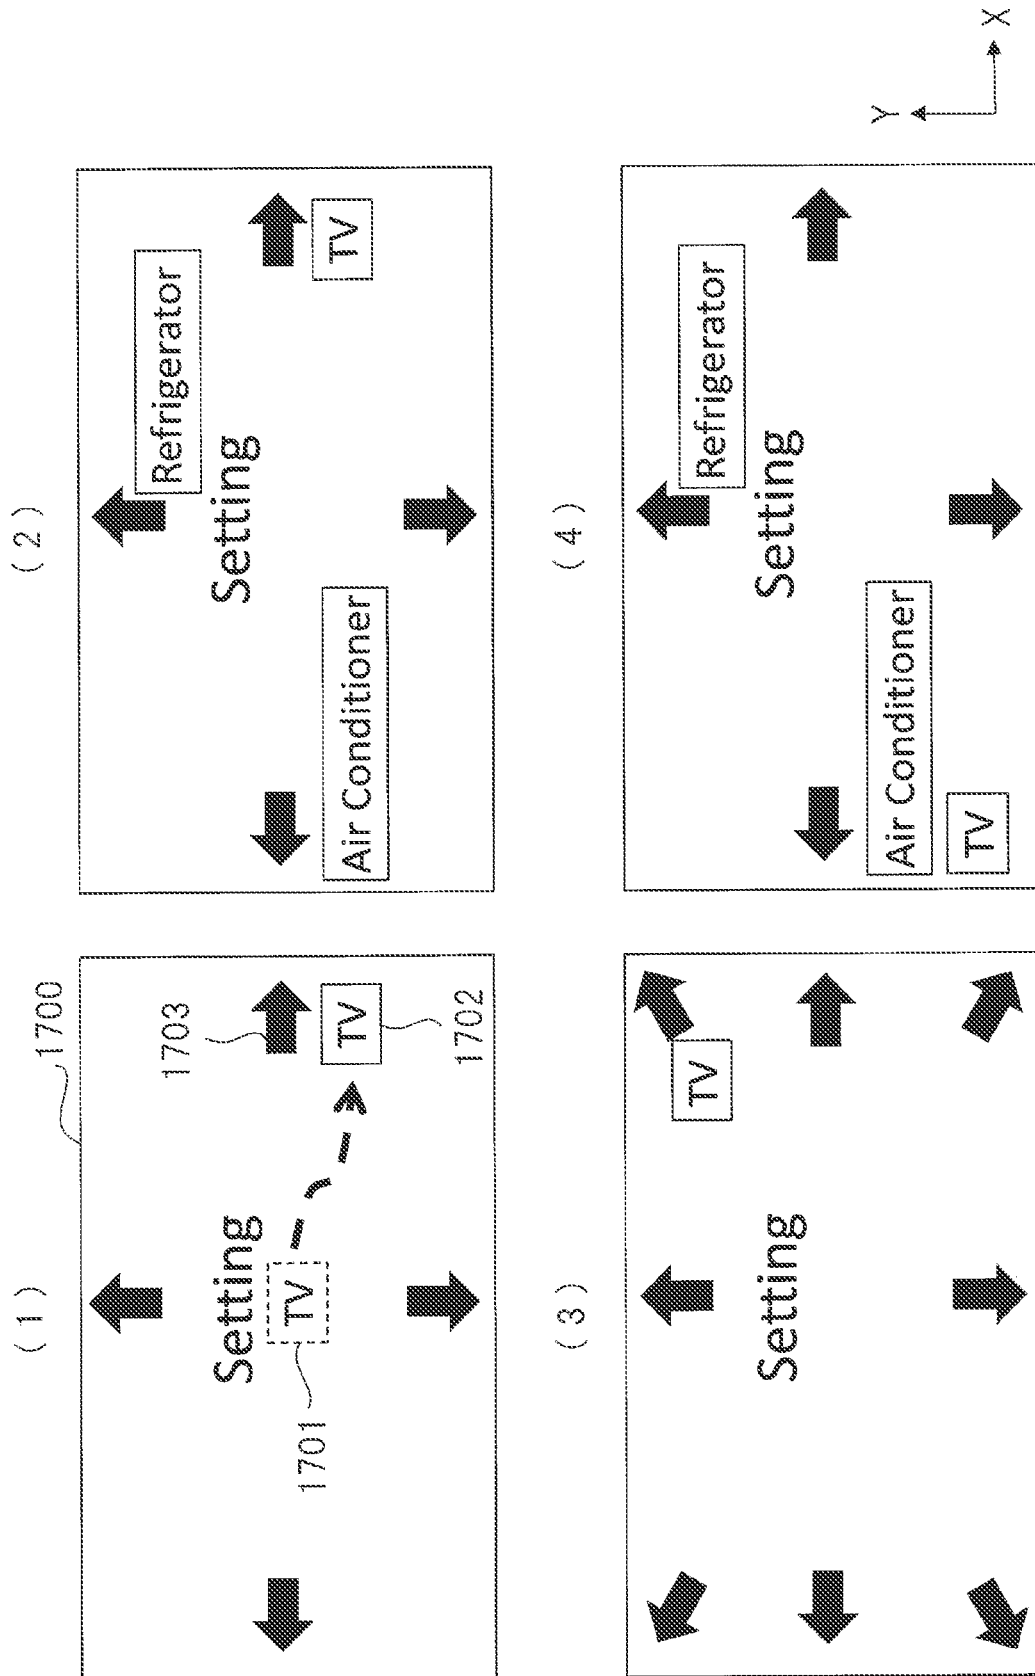 (1)
1700
Setting
1703
TV
TV
1701
1702
(2)
Refrigerator
Setting
TV
Air Conditioner
(3)
TV
Setting
(4)
Refrigerator
Setting
Air Conditioner
TV
Y
X